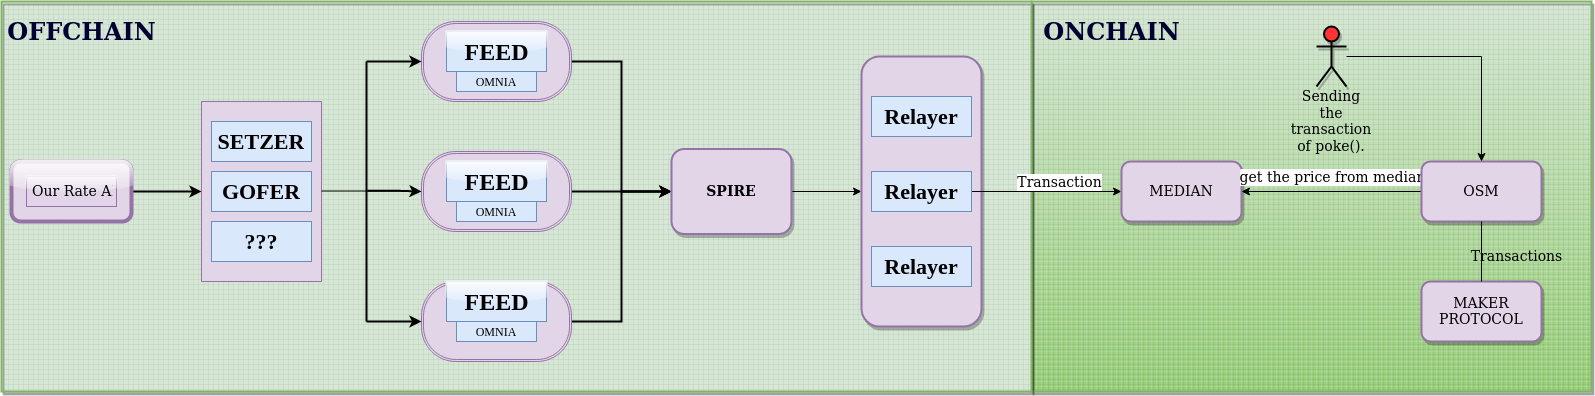 OFFCHAIN
Our Rate A
SETZER
GOFER
???
FEED
OMNIA
FEED
OMNIA
FEED
OMNIA
SPIRE
Relayer
Relayer
Relayer
ONCHAIN
Sending
the
transaction
of poke().
Transaction
MEDIAN
get the price from median
OSM
Transactions
MAKER
PROTOCOL